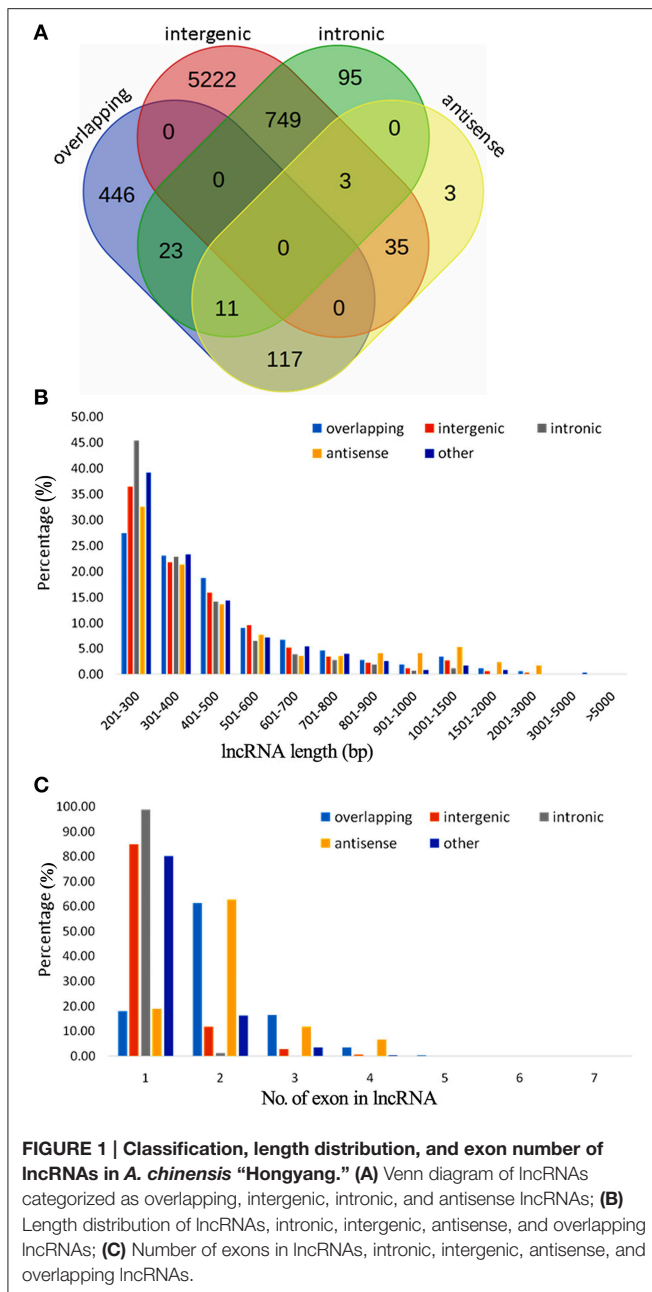 A
intergenic
intronic
overlapping
antisense
5222
95
0
749
0
446
0
3
3
23
0
35
11
0
117
B
50.00
45.00
40.00
35.00
30.00
25.00
20.00
15.00
10.00
5.00
0.00
Percentage (%)
overlapping
intergenic
intronic
antisense
other
201-300
301-400
401-500
501-600
601-700
701-800
801-900
901-1000
1001-1500
1501-2000
2001-3000
3001-5000
>5000
lncRNA length (bp)
C
100.00
90.00
80.00
70.00
60.00
50.00
40.00
30.00
20.00
10.00
0.00
Percentage (%)
overlapping
intergenic
intronic
antisense
other
1 2 3 4 5 6 7
No. of exon in lncRNA
FIGURE 1 | Classification, length distribution, and exon number of
lncRNAs in A. chinensis “Hongyang.” (A) Venn diagram of lncRNAs
categorized as overlapping, intergenic, intronic, and antisense lncRNAs; (B)
Length distribution of lncRNAs, intronic, intergenic, antisense, and overlapping
lncRNAs; (C) Number of exons in lncRNAs, intronic, intergenic, antisense, and
overlapping lncRNAs.